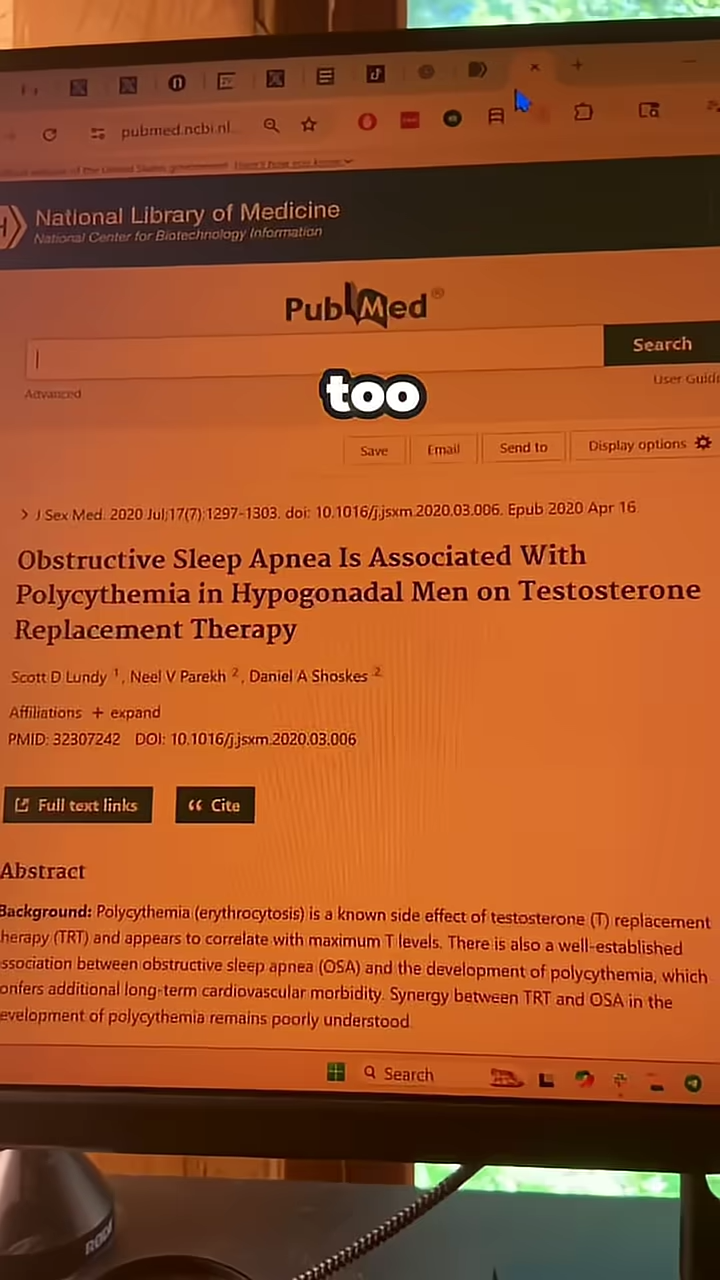 pubmed.ncbi.nl...
National Library of Medicine
National Center for Biotechnology Information
PubMed®
Search
Advanced
User Guid
too
Save
Email
Send to
Display options
J Sex Med. 2020 Jul;17(7):1297-1303. doi: 10.1016/j.jsxm.2020.03.006. Epub 2020 Apr 16
Obstructive Sleep Apnea Is Associated With
Polycythemia in Hypogonadal Men on Testosterone
Replacement Therapy
Scott D Lundy 1, Neel V Parekh 2, Daniel A Shoskes 2
Affiliations + expand
PMID: 32307242 DOI: 10.1016/j.jsxm.2020.03.006
Full text links
Cite
Abstract
Background: Polycythemia (erythrocytosis) is a known side effect of testosterone (T) replacement
herapy (TRT) and appears to correlate with maximum T levels. There is also a well-established
ssociation between obstructive sleep apnea (OSA) and the development of polycythemia, which
onfers additional long-term cardiovascular morbidity. Synergy between TRT and OSA in the
evelopment of polycythemia remains poorly understood.
Search